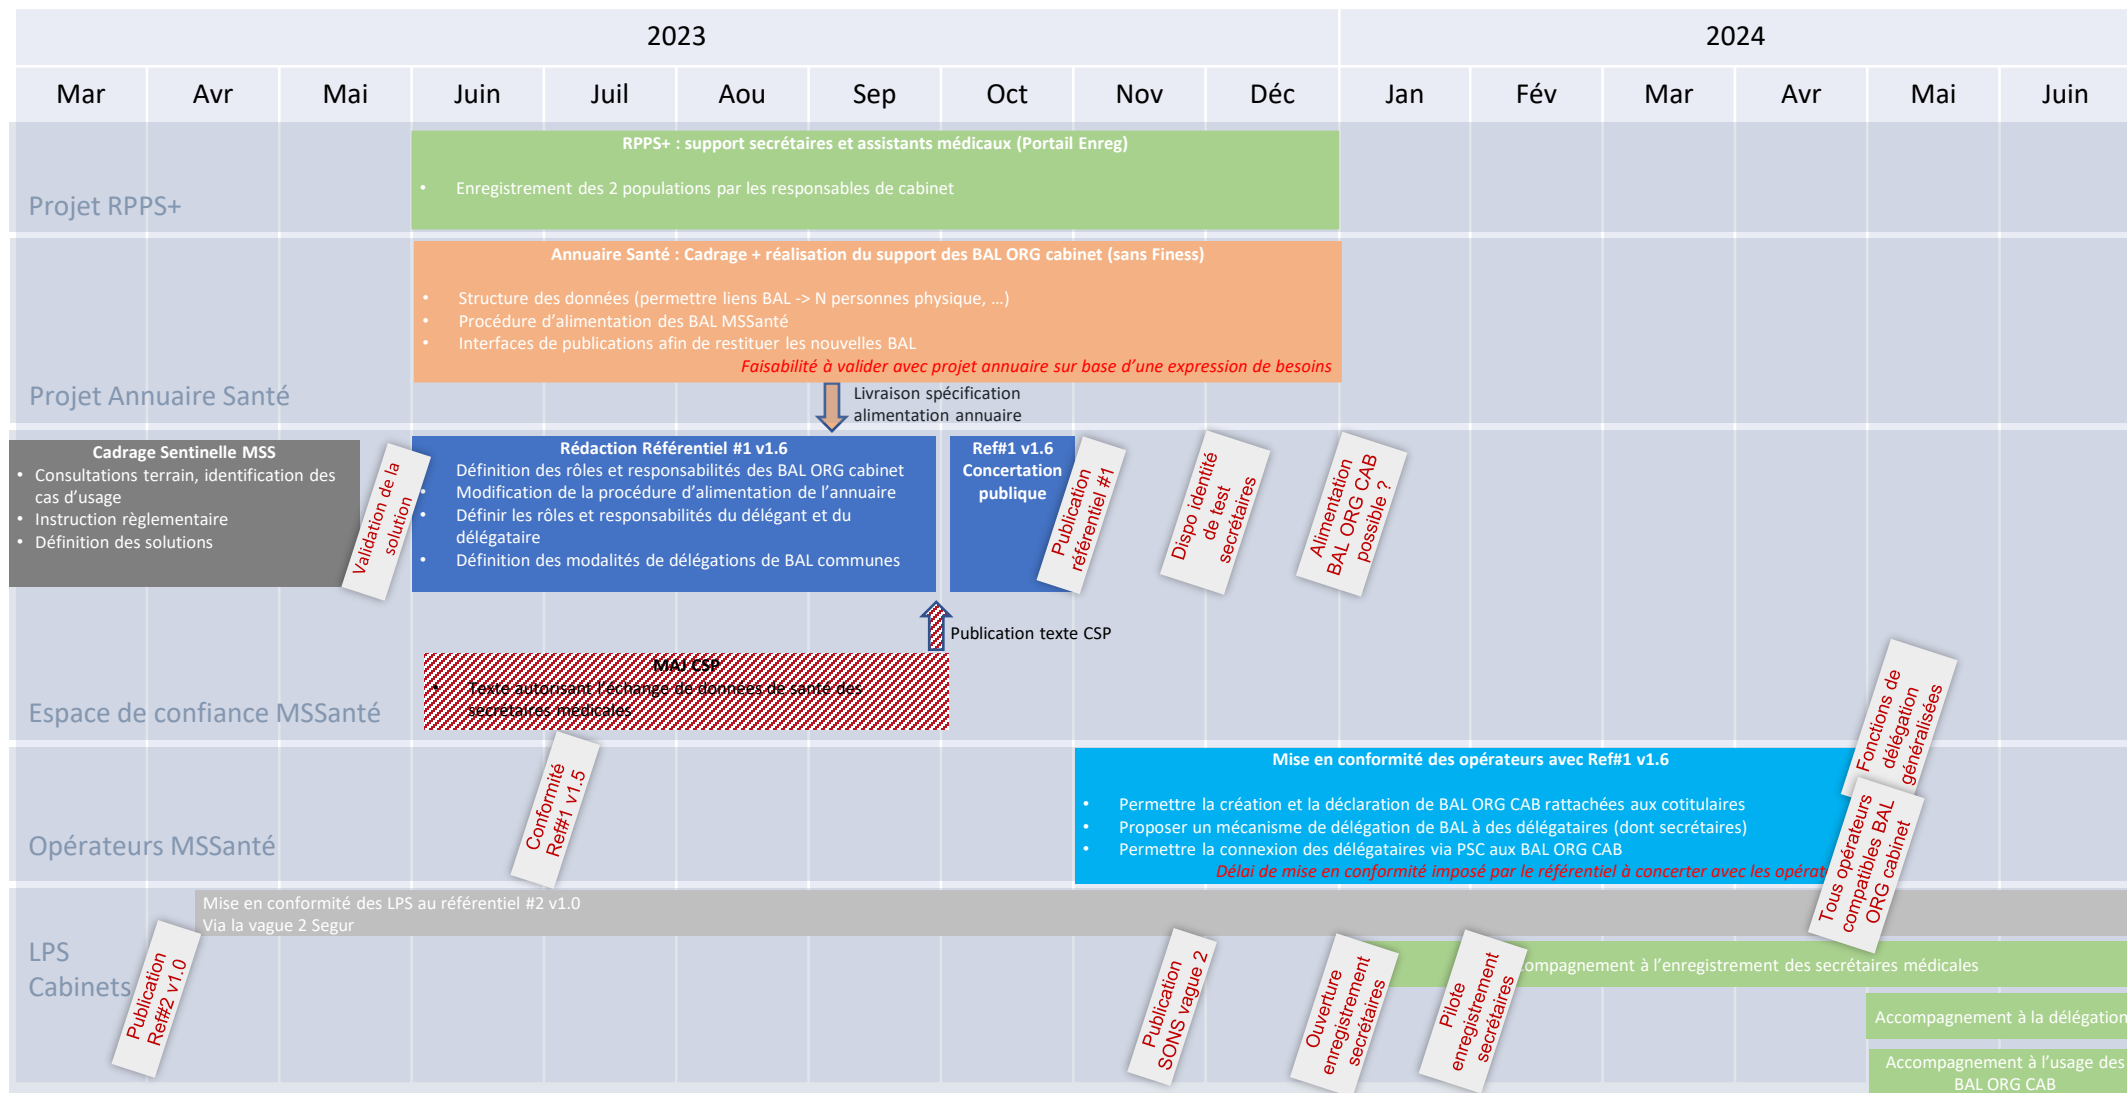 2023
2024
Mar
Avr
Mai
Juin
Juil
Aou
Sep
Oct
Nov
Déc
Jan
Fév
Mar
Avr
Mai
Juin
Projet RPPS+
RPPS+ : support secrétaires et assistants médicaux (Portail Enreg)
• Enregistrement des 2 populations par les responsables de cabinet
Projet Annuaire Santé
Annuaire Santé : Cadrage + réalisation du support des BAL ORG cabinet (sans Finess)
• Structure des données (permettre liens BAL -> N personnes physique, …)
• Procédure d'alimentation des BAL MSSanté
• Interfaces de publications afin de restituer les nouvelles BAL
Faisabilité à valider avec projet annuaire sur base d'une expression de besoins
Livraison spécification
alimentation annuaire
Espace de confiance MSSanté
Cadrage Sentinelle MSS
• Consultations terrain, identification des
cas d'usage
• Instruction règlementaire
• Définition des solutions
Validation de la
solution
Rédaction Référentiel #1 v1.6
Définition des rôles et responsabilités des BAL ORG cabinet
• Modification de la procédure d'alimentation de l'annuaire
• Définir les rôles et responsabilités du délégant et du
délégataire
• Définition des modalités de délégations de BAL communes
Ref#1 v1.6
Concertation
publique
Publication
référentiel #1
Dispo identité
de test
secrétaires
Alimentation
BAL ORG CAB
possible ?
Publication texte CSP
MAJ CSP
• Texte autorisant l'échange de données de santé des
secrétaires médicales
Opérateurs MSSanté
Conformité
Ref#1 v1.5
Mise en conformité des opérateurs avec Ref#1 v1.6
• Permettre la création et la déclaration de BAL ORG CAB rattachées aux cotitulaires
• Proposer un mécanisme de délégation de BAL à des délégataires (dont secrétaires)
• Permettre la connexion des délégataires via PSC aux BAL ORG CAB
Délai de mise en conformité imposé par le référentiel à concerter avec les opérat
Fonctions de
délégation
généralisées
Tous opérateurs
compatibles BAL
ORG cabinet
LPS
Cabinets
Mise en conformité des LPS au référentiel #2 v1.0
Via la vague 2 Segur
Publication
Ref#2 v1.0
Publication
SONS vague 2
Ouverture
enregistrement
secrétaires
Pilote
enregistrement
secrétaires
ompagnement à l'enregistrement des secrétaires médicales
Accompagnement à la délégation
Accompagnement à l'usage des
BAL ORG CAB